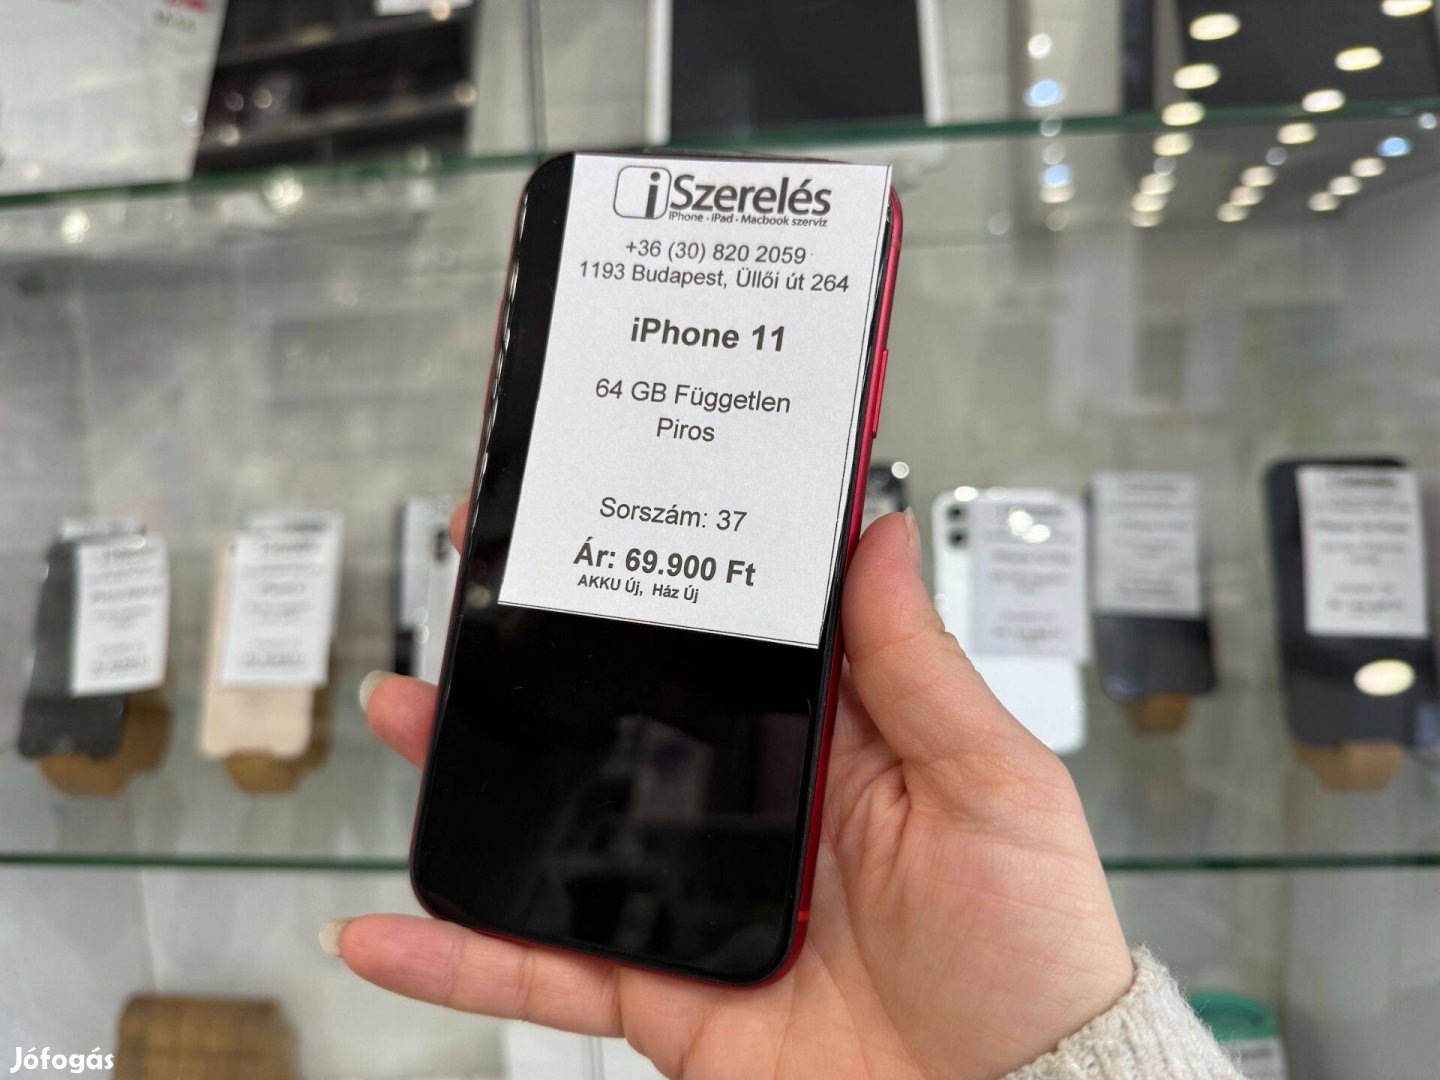 iSzerelés
iPhone - iPad - Macbook szerviz
+36 (30) 820 2059
1193 Budapest, Üllői út 264
iPhone 11
64 GB Független
Piros
Sorszám: 37
Ár: 69.900 Ft
AKKU Új, Ház Új
Jófogás